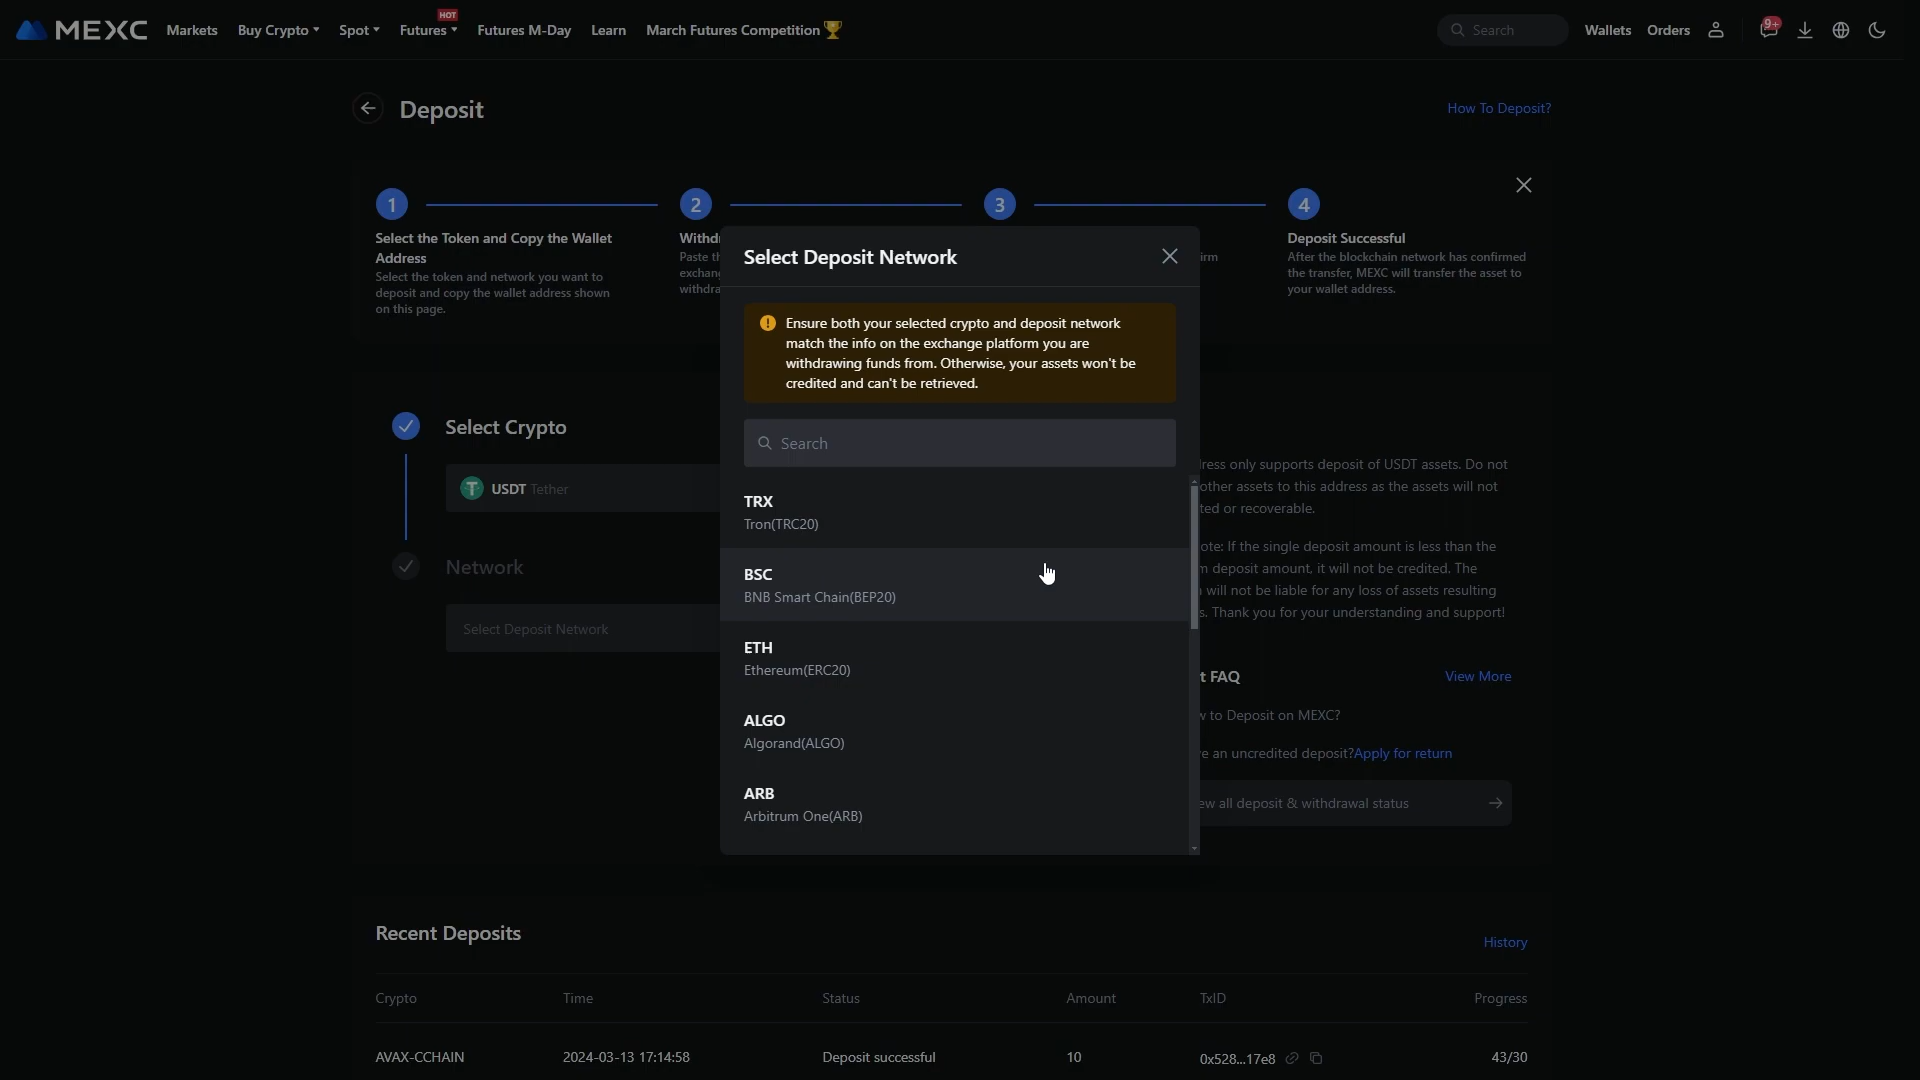 MEXC
Markets
Buy Crypto
Spot
Futures
HOT
Futures M-Day
Learn
March Futures Competition
Search
Wallets
Orders
9+
Deposit
How To Deposit?
1
2
3
4
Select the Token and Copy the Wallet
Address
Select the token and network you want to
deposit and copy the wallet address shown
on this page.
Withd
Paste th
exchan
withdra
irm
Deposit Successful
After the blockchain network has confirmed
the transfer, MEXC will transfer the asset to
your wallet address.
Select Deposit Network
Ensure both your selected crypto and deposit network
match the info on the exchange platform you are
withdrawing funds from. Otherwise, your assets won't be
credited and can't be retrieved.
Search
TRX
Tron(TRC20)
BSC
BNB Smart Chain(BEP20)
ETH
Ethereum(ERC20)
ALGO
Algorand(ALGO)
ARB
Arbitrum One(ARB)
Select Crypto
USDT Tether
Network
Select Deposit Network
ress only supports deposit of USDT assets. Do not
other assets to this address as the assets will not
ted or recoverable.
ote: If the single deposit amount is less than the
m deposit amount, it will not be credited. The
will not be liable for any loss of assets resulting
s. Thank you for your understanding and support!
t FAQ
View More
w to Deposit on MEXC?
e an uncredited deposit?Apply for return
ew all deposit & withdrawal status
Recent Deposits
History
Crypto
Time
Status
Amount
TxID
Progress
AVAX-CCHAIN
2024-03-13 17:14:58
Deposit successful
10
0x528...17e8
43/30